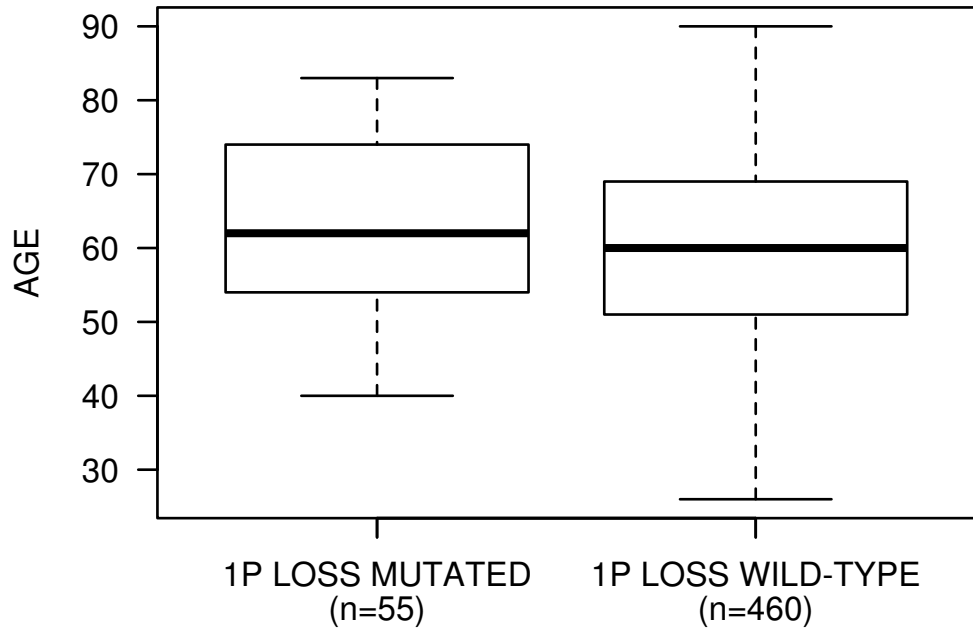 90
80
70
60
50
40
30
AGE
1P LOSS MUTATED
(n=55)
1P LOSS WILD-TYPE
(n=460)